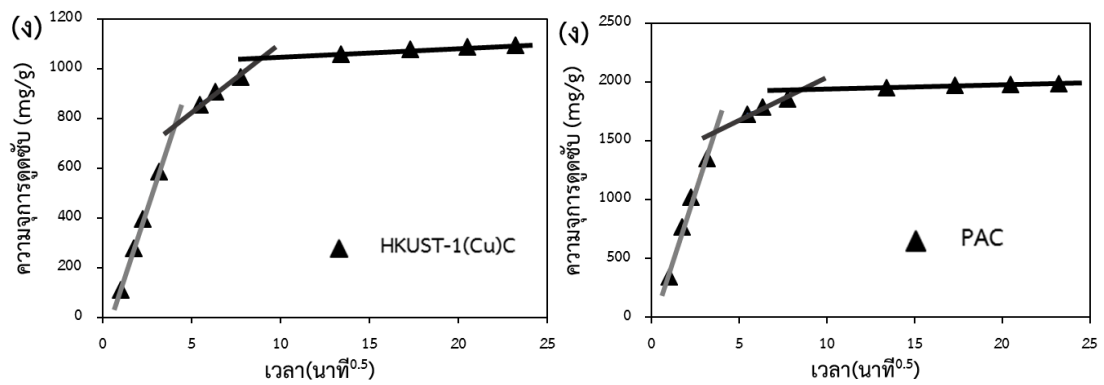 (ง)
ความจุการดูดซับ (mg/g)
1200
1000
800
600
400
200
0
HKUST-1(Cu)C
0 5 10 15 20 25
เวลา(นาที⁰·⁵)
(ง)
ความจุการดูดซับ (mg/g)
2500
2000
1500
1000
500
0
PAC
0 5 10 15 20 25
เวลา(นาที⁰·⁵)